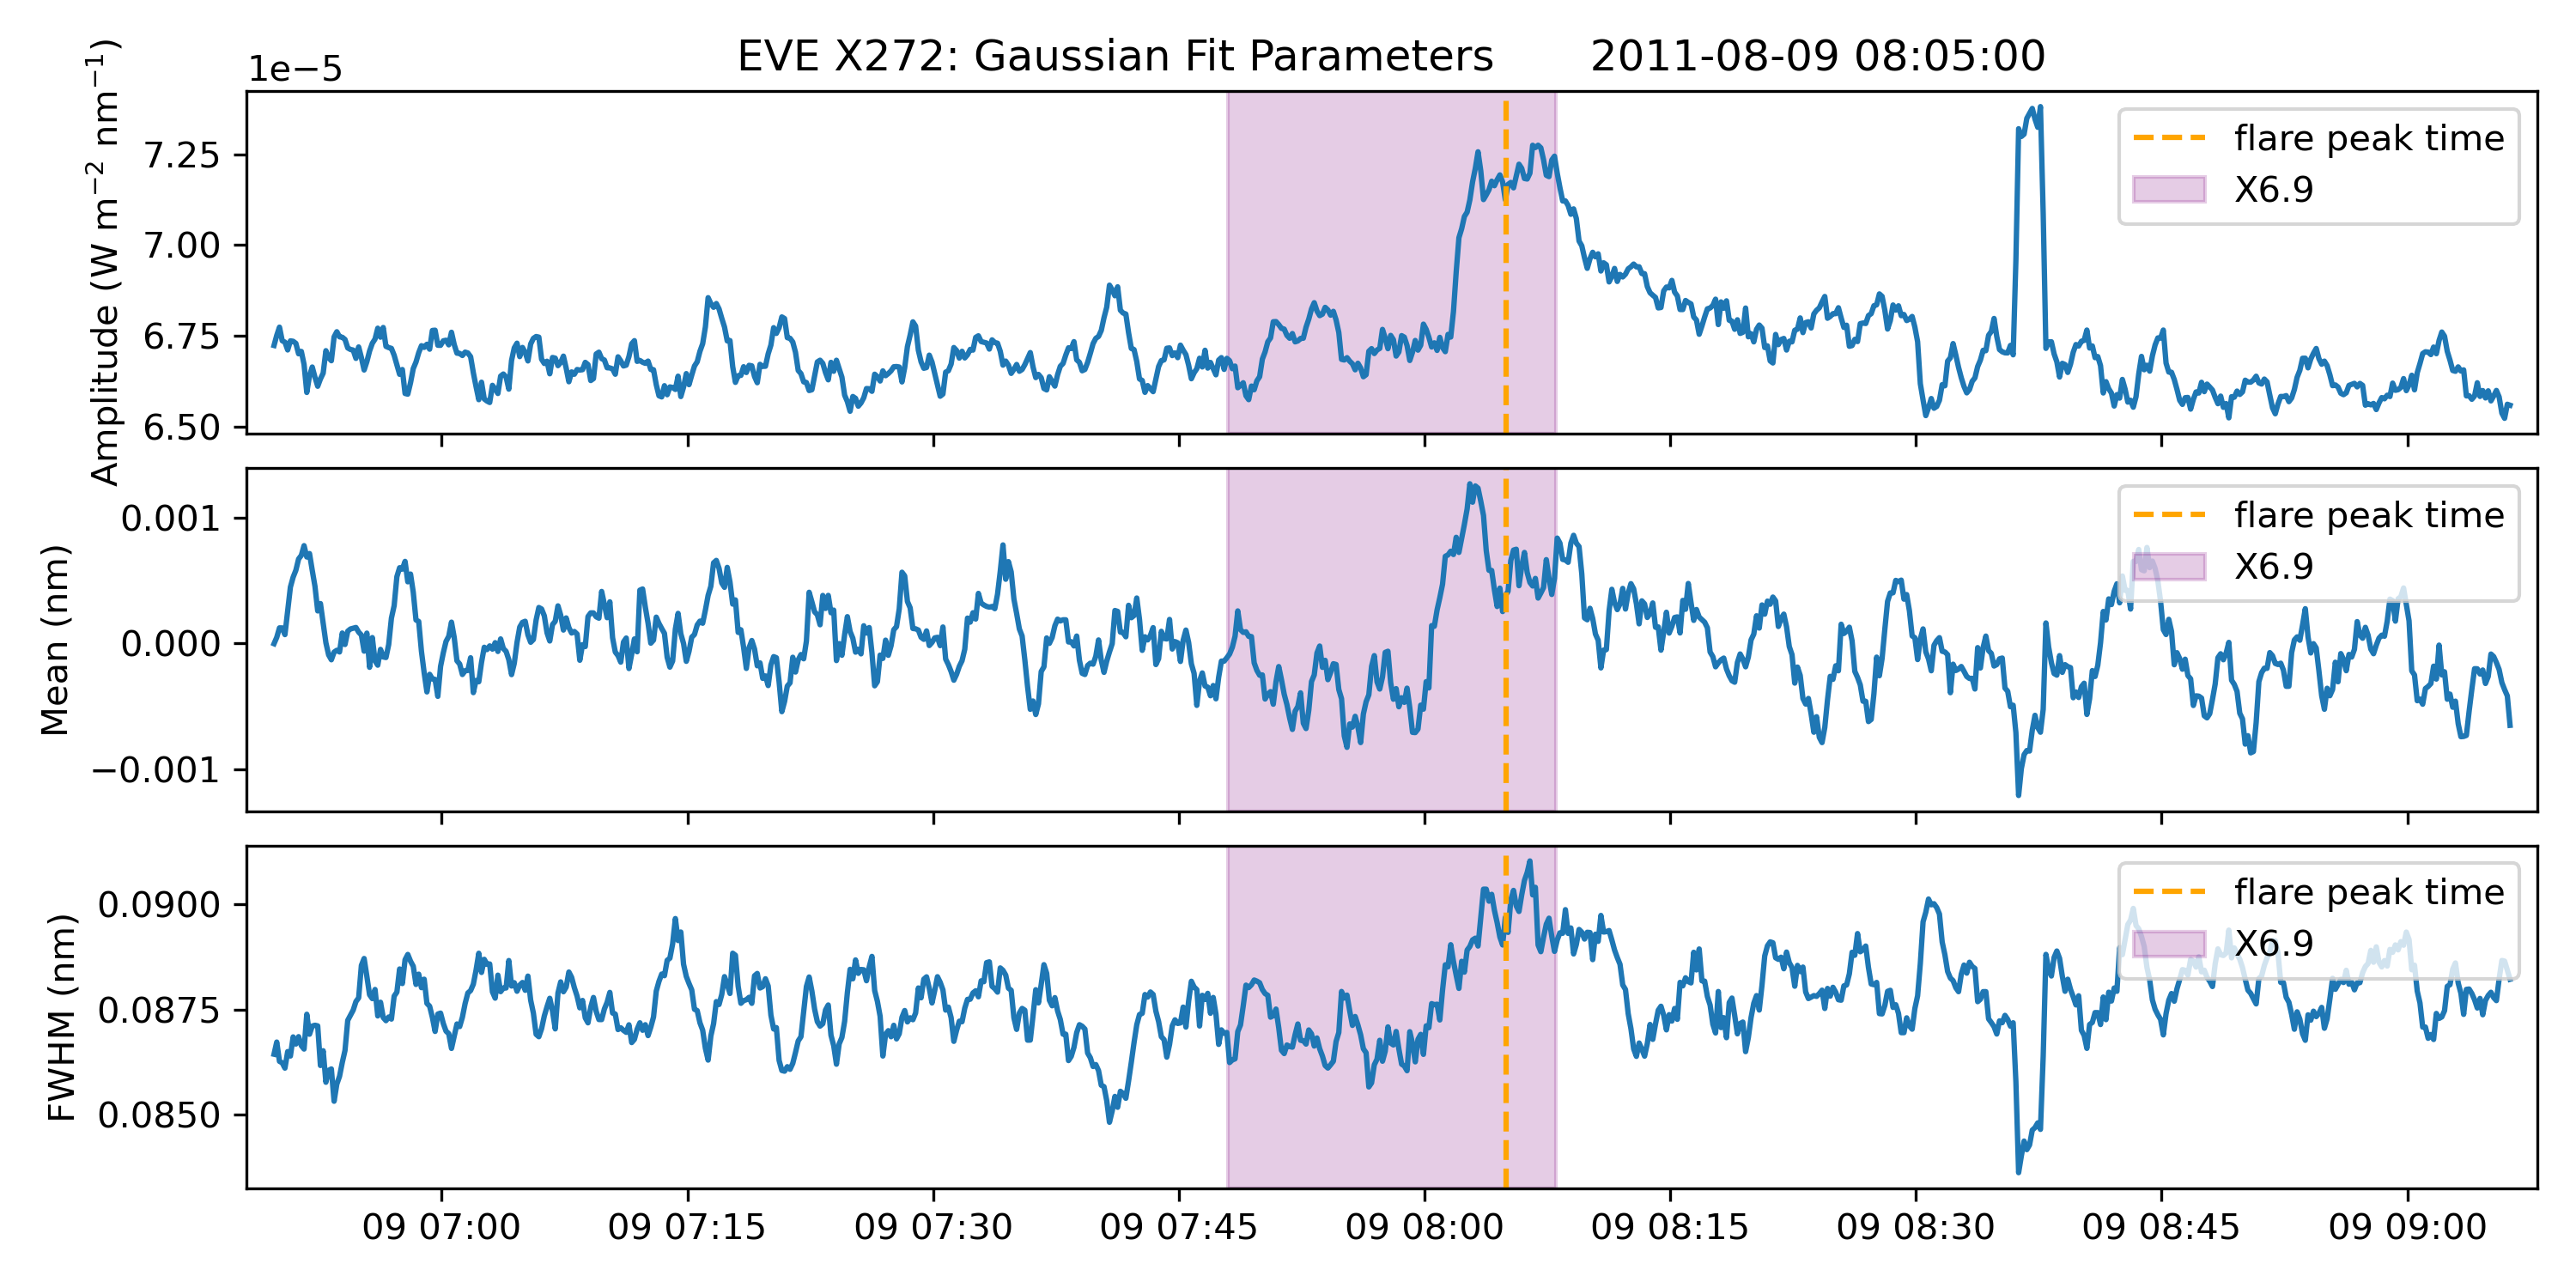 EVE X272: Gaussian Fit Parameters 2011-08-09 08:05:00
1e−5
Amplitude (W m⁻² nm⁻¹)
7.25
7.00
6.75
6.50
flare peak time
X6.9
Mean (nm)
0.001
0.000
−0.001
flare peak time
X6.9
FWHM (nm)
0.0900
0.0875
0.0850
flare peak time
X6.9
09 07:00 09 07:15 09 07:30 09 07:45 09 08:00 09 08:15 09 08:30 09 08:45 09 09:00